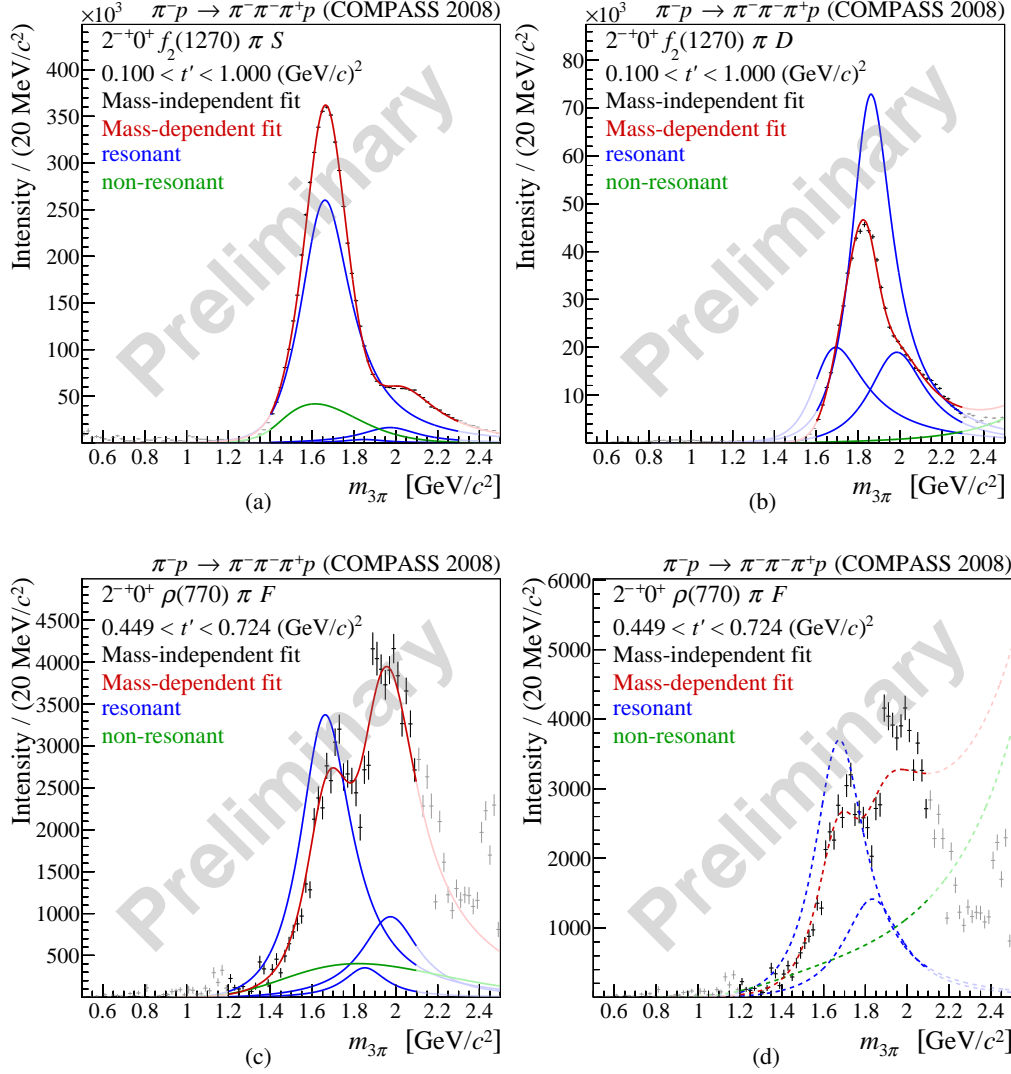 π⁻p → π⁻π⁻π⁺p (COMPASS 2008)
×10³
2⁻⁺0⁺ f₂(1270) π S
0.100 < t′ < 1.000 (GeV/c)²
Mass-independent fit
Mass-dependent fit
resonant
non-resonant
Preliminary
Intensity / (20 MeV/c²)
400
350
300
250
200
150
100
50
0.6 0.8 1 1.2 1.4 1.6 1.8 2 2.2 2.4
m₃π [GeV/c²]
(a)
π⁻p → π⁻π⁻π⁺p (COMPASS 2008)
×10³
2⁻⁺0⁺ f₂(1270) π D
0.100 < t′ < 1.000 (GeV/c)²
Mass-independent fit
Mass-dependent fit
resonant
non-resonant
Preliminary
Intensity / (20 MeV/c²)
80
70
60
50
40
30
20
10
0.6 0.8 1 1.2 1.4 1.6 1.8 2 2.2 2.4
m₃π [GeV/c²]
(b)
π⁻p → π⁻π⁻π⁺p (COMPASS 2008)
2⁻⁺0⁺ ρ(770) π F
0.449 < t′ < 0.724 (GeV/c)²
Mass-independent fit
Mass-dependent fit
resonant
non-resonant
Preliminary
Intensity / (20 MeV/c²)
4500
4000
3500
3000
2500
2000
1500
1000
500
0.6 0.8 1 1.2 1.4 1.6 1.8 2 2.2 2.4
m₃π [GeV/c²]
(c)
π⁻p → π⁻π⁻π⁺p (COMPASS 2008)
2⁻⁺0⁺ ρ(770) π F
0.449 < t′ < 0.724 (GeV/c)²
Mass-independent fit
Mass-dependent fit
resonant
non-resonant
Preliminary
Intensity / (20 MeV/c²)
6000
5000
4000
3000
2000
1000
0.6 0.8 1 1.2 1.4 1.6 1.8 2 2.2 2.4
m₃π [GeV/c²]
(d)